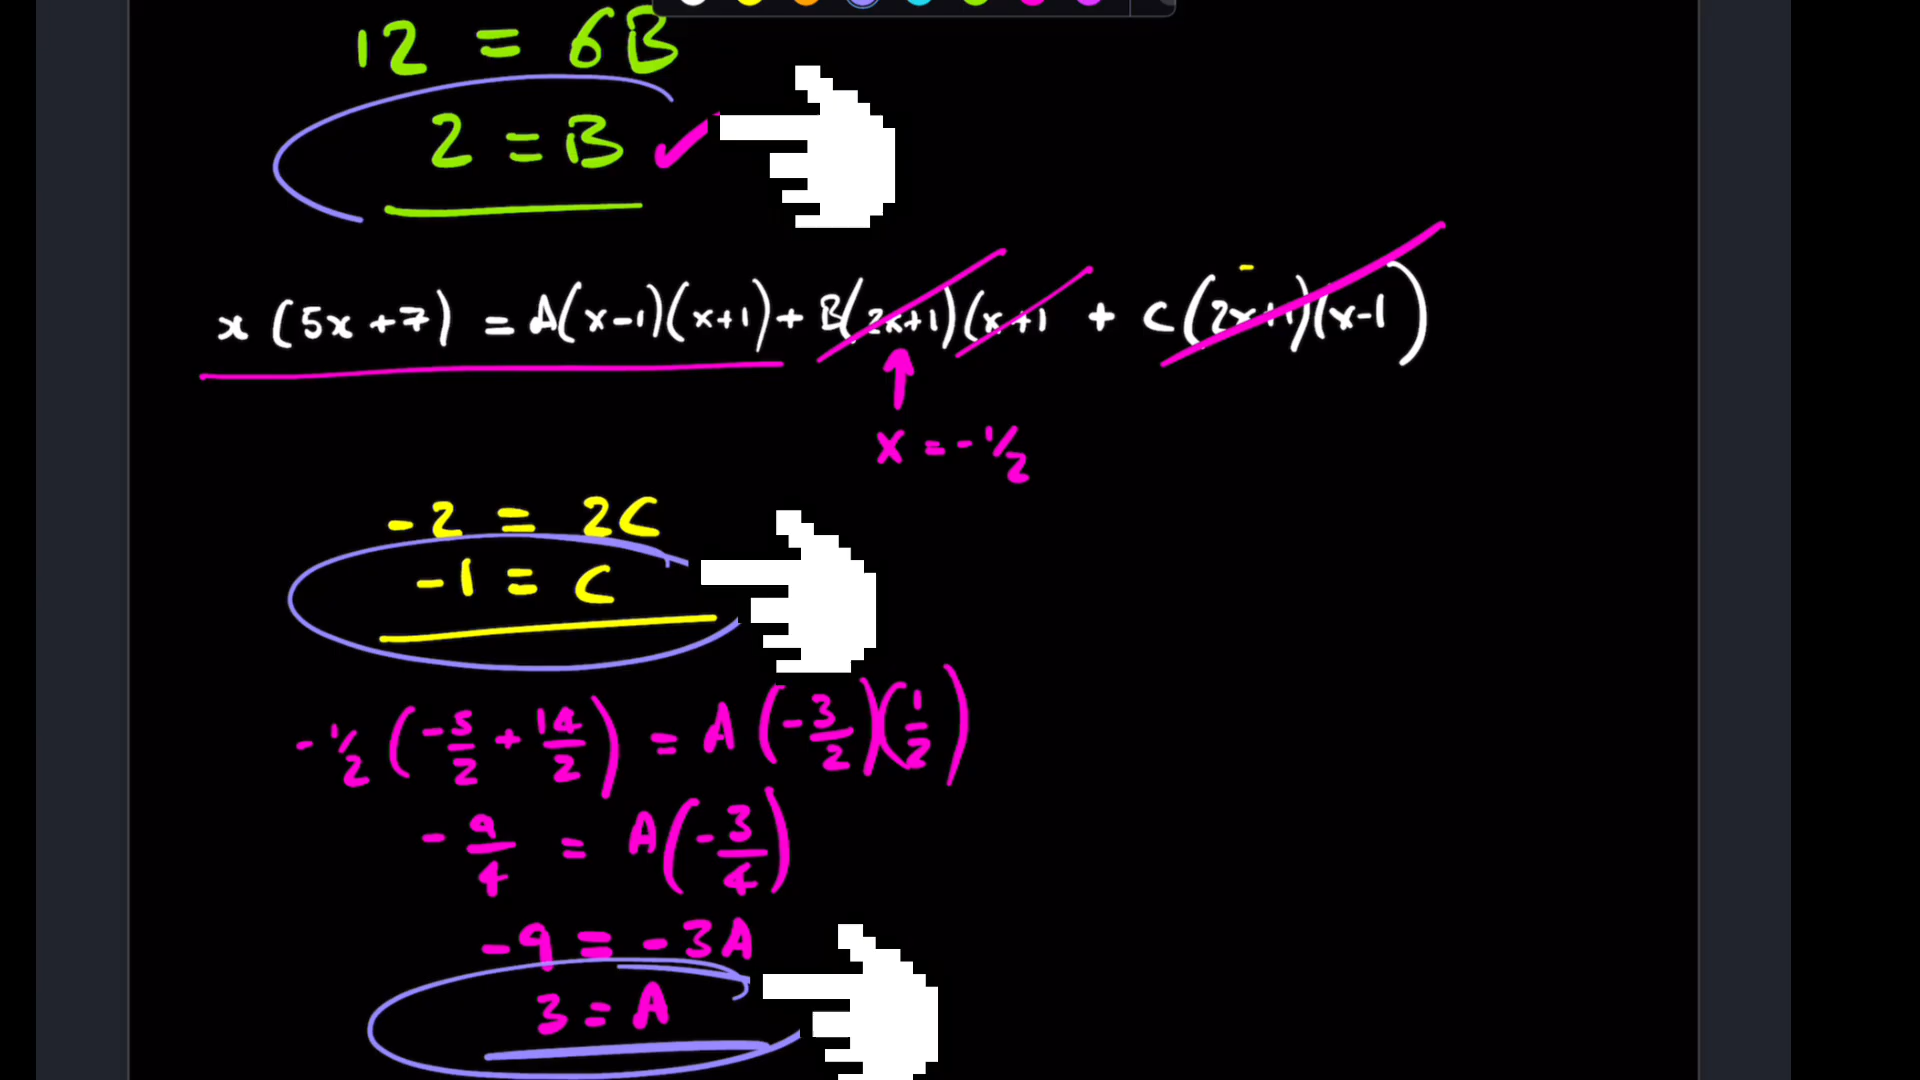 12 = 6B
2 = B ✓
x (5x+7) = A(x-1)(x+1) + B(2x+1)(x+1 + C(2x+1)(x-1)
x = -1/2
-2 = 2C
-1 = C
-1/2 (-5/2 + 14/2) = A (-3/2)(1/2)
-9/4 = A(-3/4)
-9 = -3A
3 = A